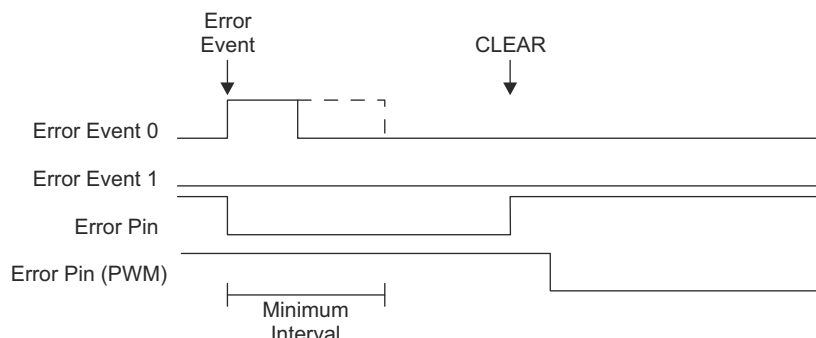 Error
Event
CLEAR
Error Event 0
Error Event 1
Error Pin
Error Pin (PWM)
Minimum
Interval